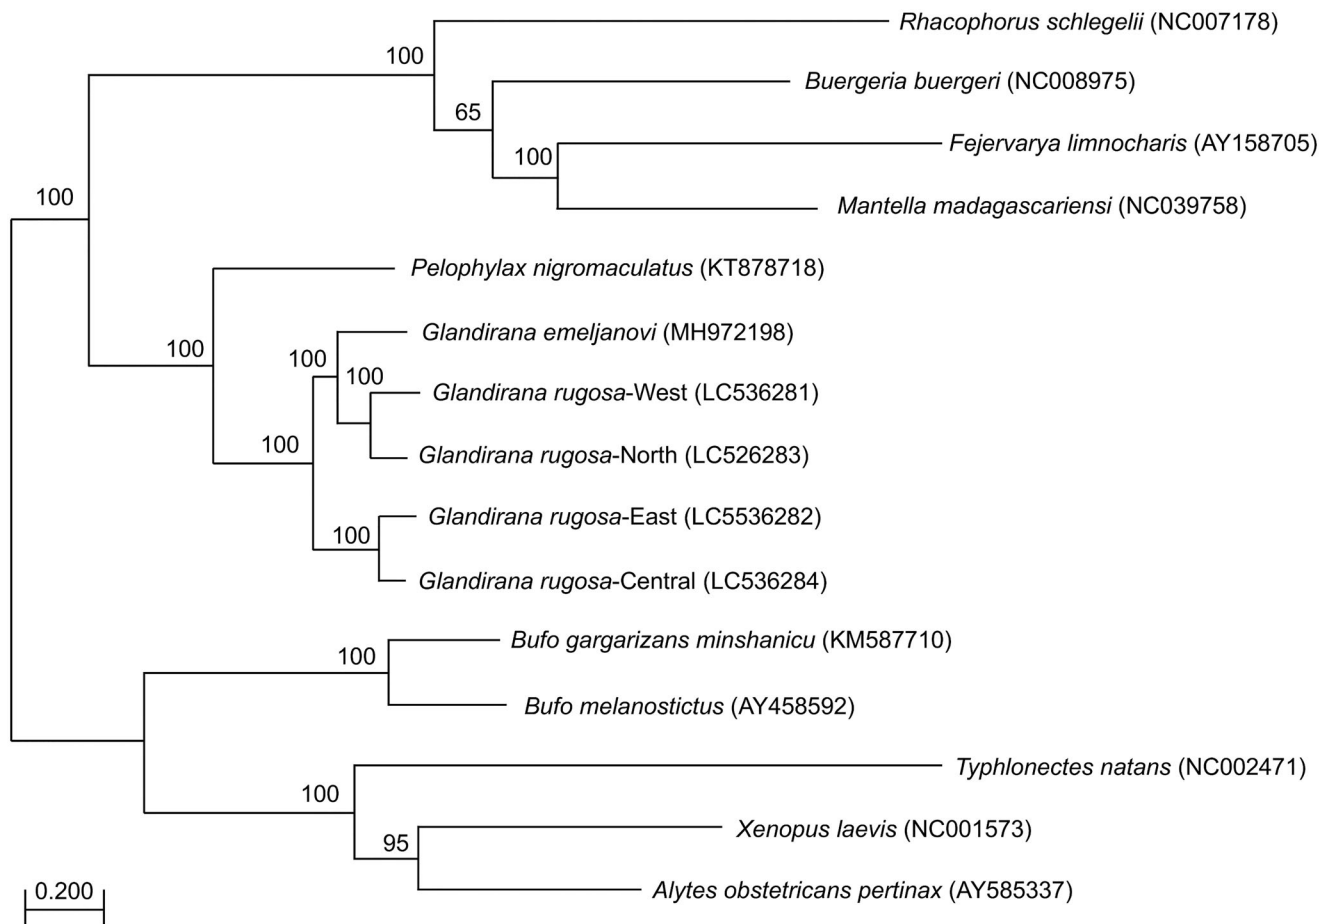 Rhacophorus schlegelii (NC007178)
100
Buergeria buergeri (NC008975)
65
Fejervarya limnocharis (AY158705)
100
Mantella madagascariensi (NC039758)
100
Pelophylax nigromaculatus (KT878718)
Glandirana emeljanovi (MH972198)
100
100
100
Glandirana rugosa-West (LC536281)
100
Glandirana rugosa-North (LC526283)
Glandirana rugosa-East (LC5536282)
100
Glandirana rugosa-Central (LC536284)
Bufo gargarizans minshanicu (KM587710)
100
Bufo melanostictus (AY458592)
Typhlonectes natans (NC002471)
100
Xenopus laevis (NC001573)
95
Alytes obstetricans pertinax (AY585337)
0.200